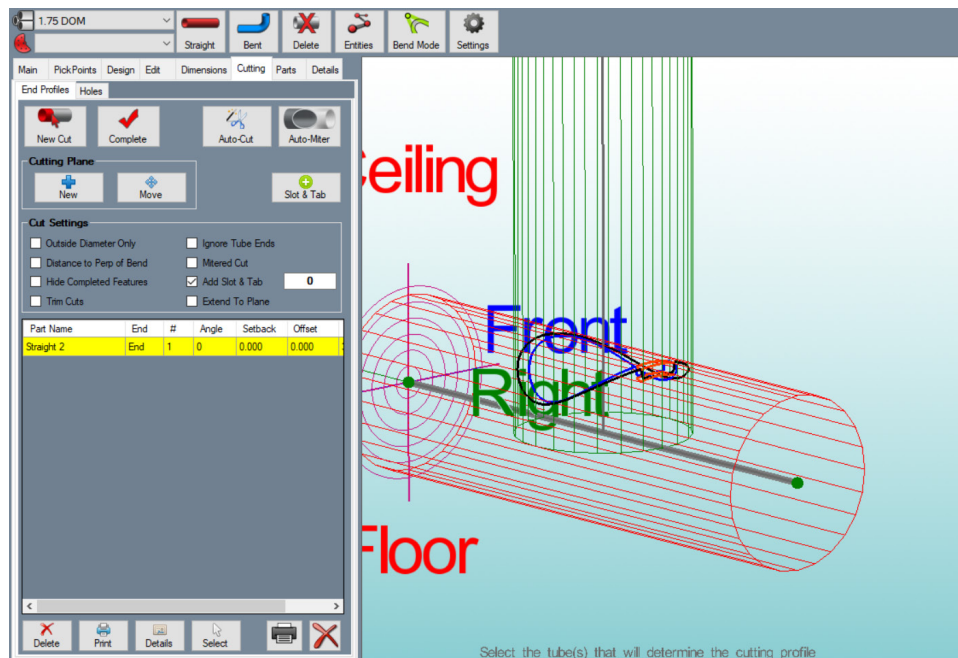 1.75 DOM
Straight Bent Delete Entities Bend Mode Settings
Main PickPoints Design Edit Dimensions Cutting Parts Details
End Profiles Holes
New Cut Complete Auto-Cut Auto-Miter
Cutting Plane
New Move Slot & Tab
Cut Settings
Outside Diameter Only Ignore Tube Ends
Distance to Perp of Bend Mitered Cut
Hide Completed Features Add Slot & Tab 0
Trim Cuts Extend To Plane
Part Name End # Angle Setback Offset
Straight 2 End 1 0 0.000 0.000
Delete Print Details Select
Ceiling
Front
Right
Floor
Select the tube(s) that will determine the cutting profile